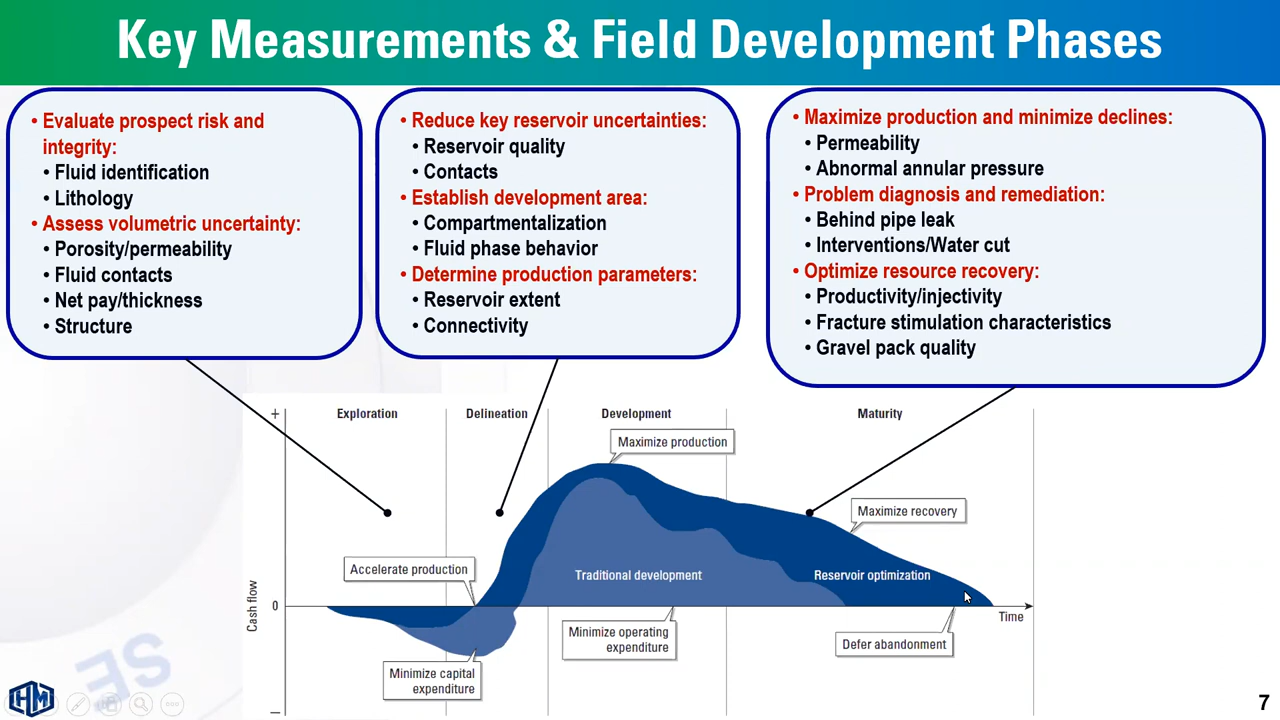 Key Measurements & Field Development Phases
• Evaluate prospect risk and
integrity:
• Fluid identification
• Lithology
• Assess volumetric uncertainty:
• Porosity/permeability
• Fluid contacts
• Net pay/thickness
• Structure
• Reduce key reservoir uncertainties:
• Reservoir quality
• Contacts
• Establish development area:
• Compartmentalization
• Fluid phase behavior
• Determine production parameters:
• Reservoir extent
• Connectivity
• Maximize production and minimize declines:
• Permeability
• Abnormal annular pressure
• Problem diagnosis and remediation:
• Behind pipe leak
• Interventions/Water cut
• Optimize resource recovery:
• Productivity/injectivity
• Fracture stimulation characteristics
• Gravel pack quality
+
Exploration
Delineation
Development
Maturity
Maximize production
Maximize recovery
Accelerate production
Traditional development
Reservoir optimization
Cash flow
0
Time
Minimize operating
expenditure
Defer abandonment
Minimize capital
expenditure
–
SE
HM
7